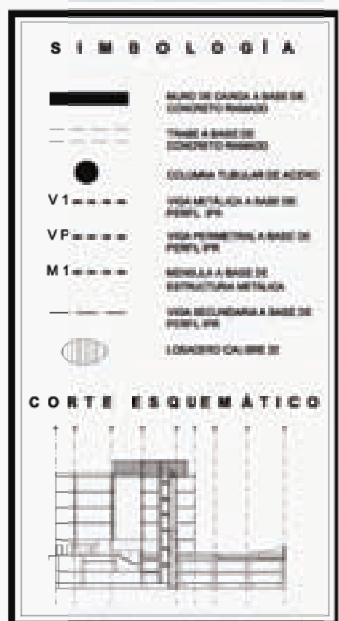 SIMBOLOGÍA
MURO DE CARGA A BASE DE
CONCRETO ARMADO
TRABE A BASE DE
CONCRETO ARMADO
COLUMNA TUBULAR DE ACERO
V1
VIGA METÁLICA A BASE DE
PERFIL IPR
VP
VIGA PERIMETRAL A BASE DE
PERFIL IPR
M1
MENSULA A BASE DE
ESTRUCTURA METÁLICA
VIGA SECUNDARIA A BASE DE
PERFIL IPR
LOSACERO CALIBRE 22
CORTE ESQUEMÁTICO